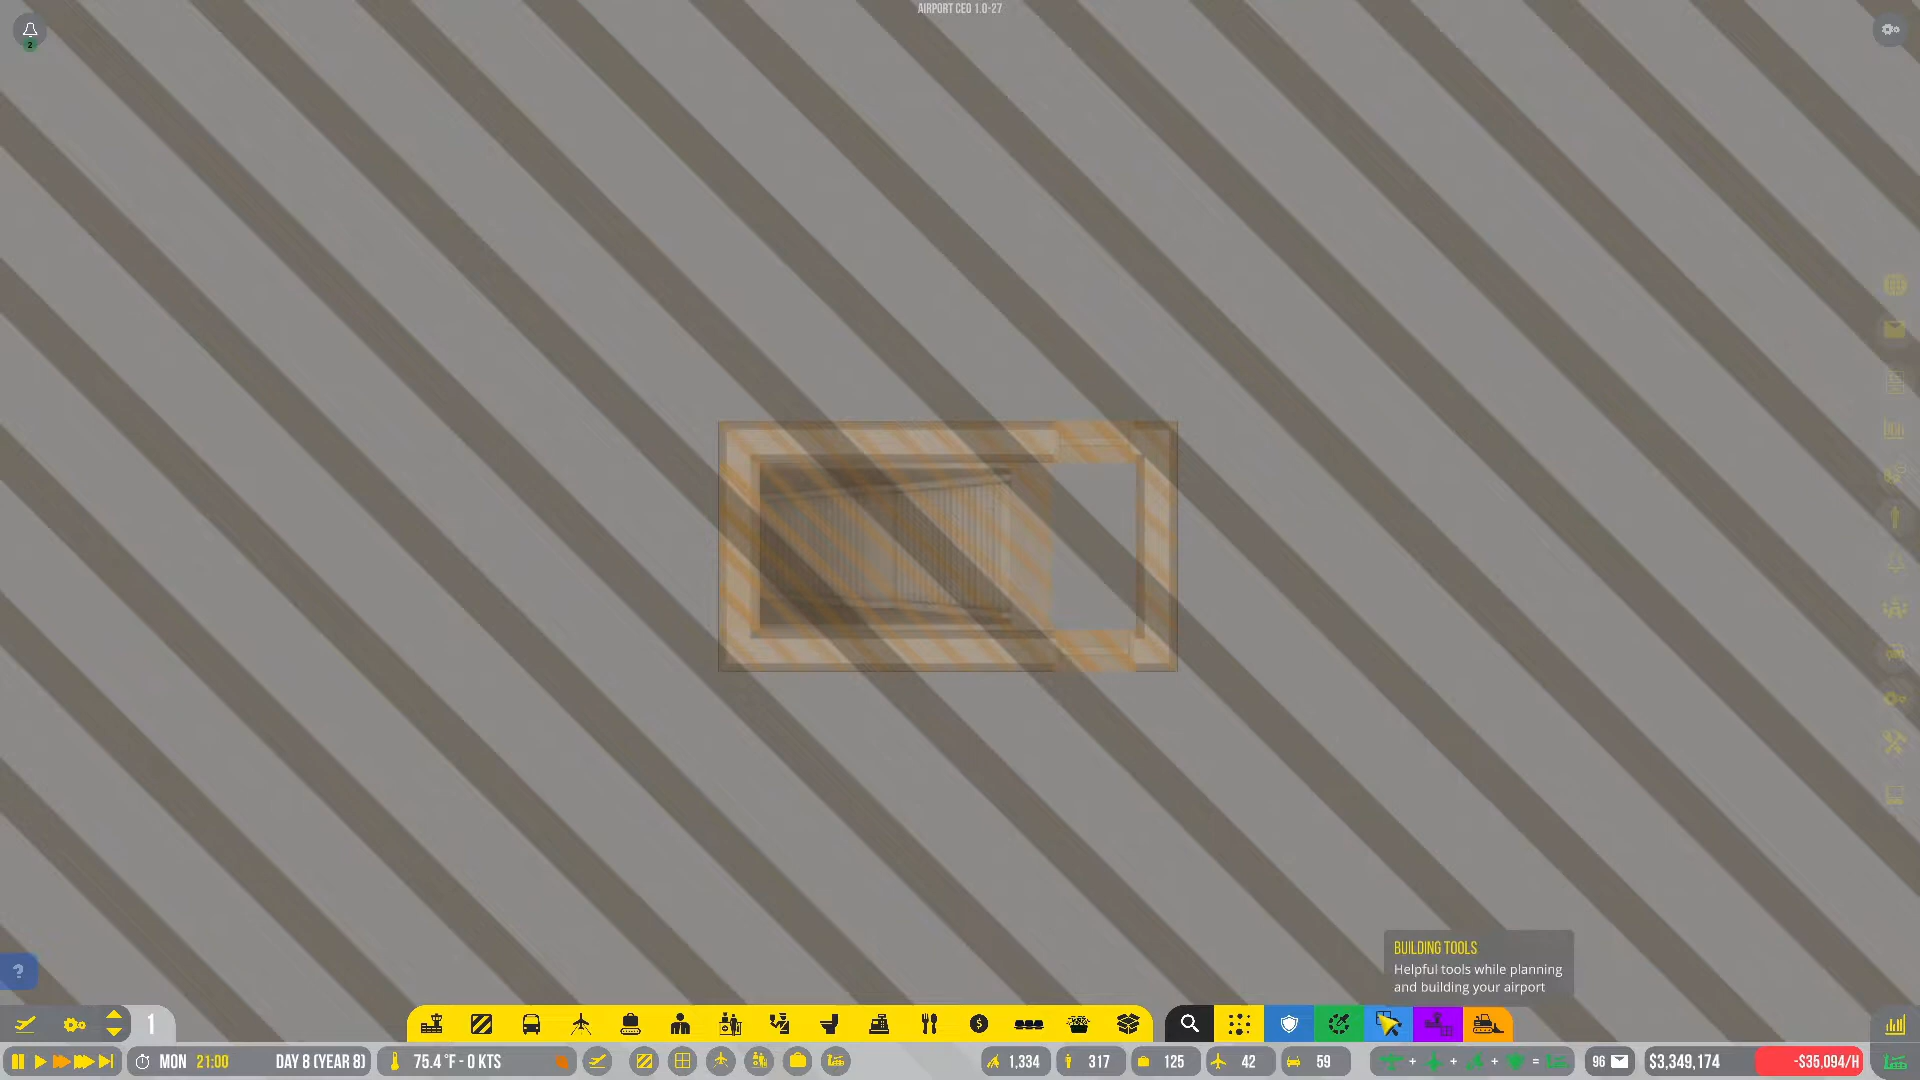 AIRPORT CEO 1.0-27
2
BUILDING TOOLS
Helpful tools while planning
and building your airport
?
1
MON 21:00 DAY 8 (YEAR 8)
75.4 °F - 0 KTS
1,334
317
125
42
59
+ + + =
96
$3,349,174
-$35,094/H